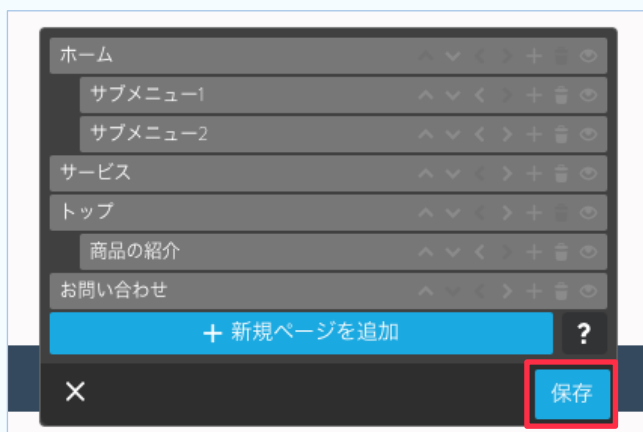 ホーム
サブメニュー1
サブメニュー2
サービス
トップ
商品の紹介
お問い合わせ
+ 新規ページを追加
?
保存